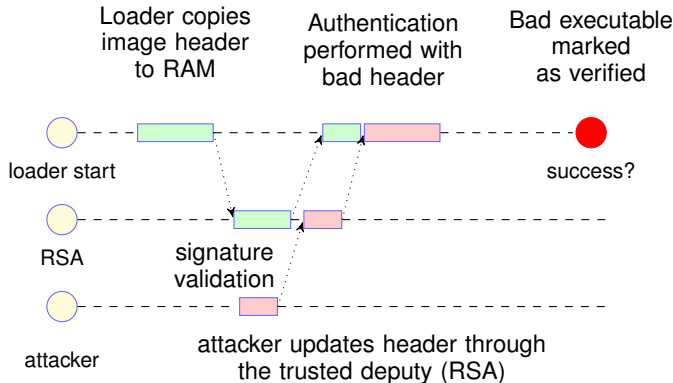 Loader copies
image header
to RAM
Authentication
performed with
bad header
Bad executable
marked
as verified
loader start
success?
RSA
signature
validation
attacker
attacker updates header through
the trusted deputy (RSA)